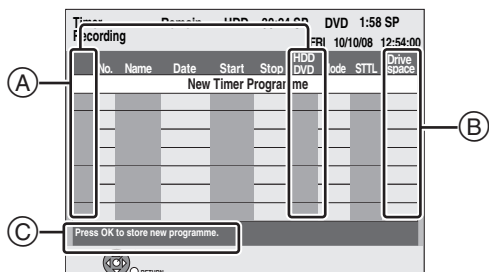 Timer Remain HDD 30:24 SP DVD 1:58 SP
Recording FRI 10/10/08 12:54:00
No. Name Date Start Stop HDD DVD Mode STTL Drive space
New Timer Programme
A
B
C
Press OK to store new programme.
RETURN